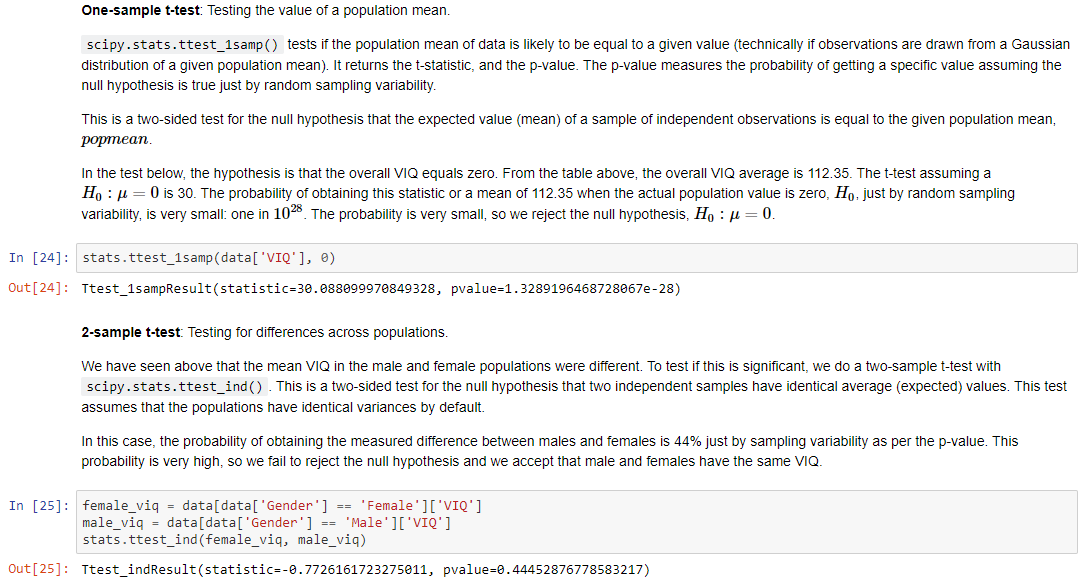 One-sample t-test: Testing the value of a population mean.
scipy.stats.ttest_1samp() tests if the population mean of data is likely to be equal to a given value (technically if observations are drawn from a Gaussian
distribution of a given population mean). It returns the t-statistic, and the p-value. The p-value measures the probability of getting a specific value assuming the
null hypothesis is true just by random sampling variability.
This is a two-sided test for the null hypothesis that the expected value (mean) of a sample of independent observations is equal to the given population mean,
popmean.
In the test below, the hypothesis is that the overall VIQ equals zero. From the table above, the overall VIQ average is 112.35. The t-test assuming a
H₀ : μ = 0 is 30. The probability of obtaining this statistic or a mean of 112.35 when the actual population value is zero, H₀, just by random sampling
variability, is very small: one in 10²⁸. The probability is very small, so we reject the null hypothesis, H₀ : μ = 0.
In [24]: stats.ttest_1samp(data['VIQ'], 0)
Out[24]: Ttest_1sampResult(statistic=30.088099970849328, pvalue=1.3289196468728067e-28)
2-sample t-test: Testing for differences across populations.
We have seen above that the mean VIQ in the male and female populations were different. To test if this is significant, we do a two-sample t-test with
scipy.stats.ttest_ind() . This is a two-sided test for the null hypothesis that two independent samples have identical average (expected) values. This test
assumes that the populations have identical variances by default.
In this case, the probability of obtaining the measured difference between males and females is 44% just by sampling variability as per the p-value. This
probability is very high, so we fail to reject the null hypothesis and we accept that male and females have the same VIQ.
In [25]: female_viq = data[data['Gender'] == 'Female']['VIQ']
male_viq = data[data['Gender'] == 'Male']['VIQ']
stats.ttest_ind(female_viq, male_viq)
Out[25]: Ttest_indResult(statistic=-0.7726161723275011, pvalue=0.44452876778583217)